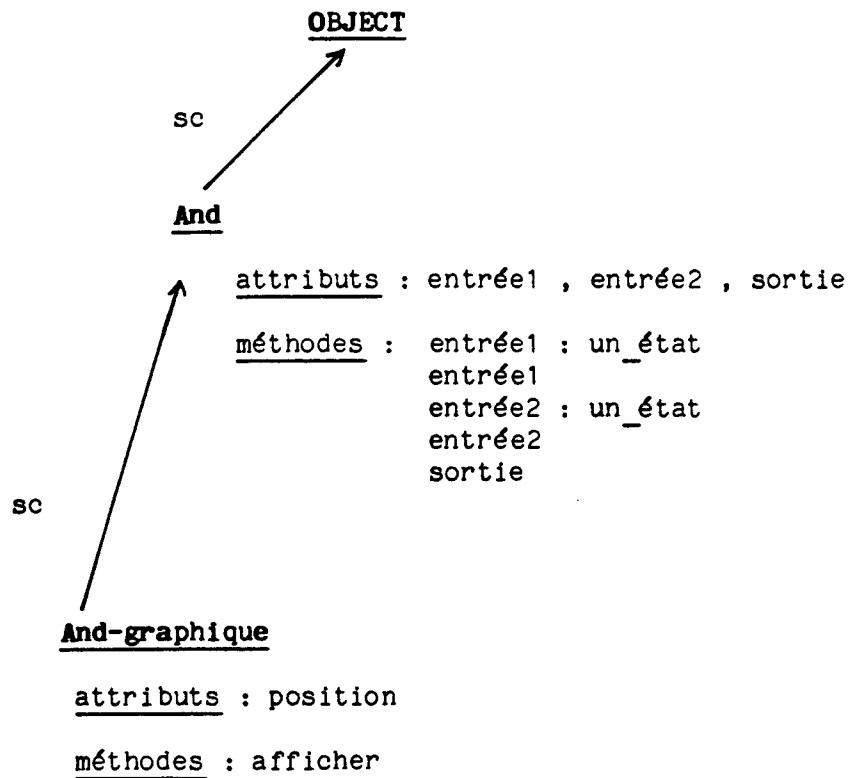 OBJECT
sc
And
attributs : entrée1 , entrée2 , sortie
méthodes : entrée1 : un_état
entrée1
entrée2 : un_état
entrée2
sortie
sc
And-graphique
attributs : position
méthodes : afficher